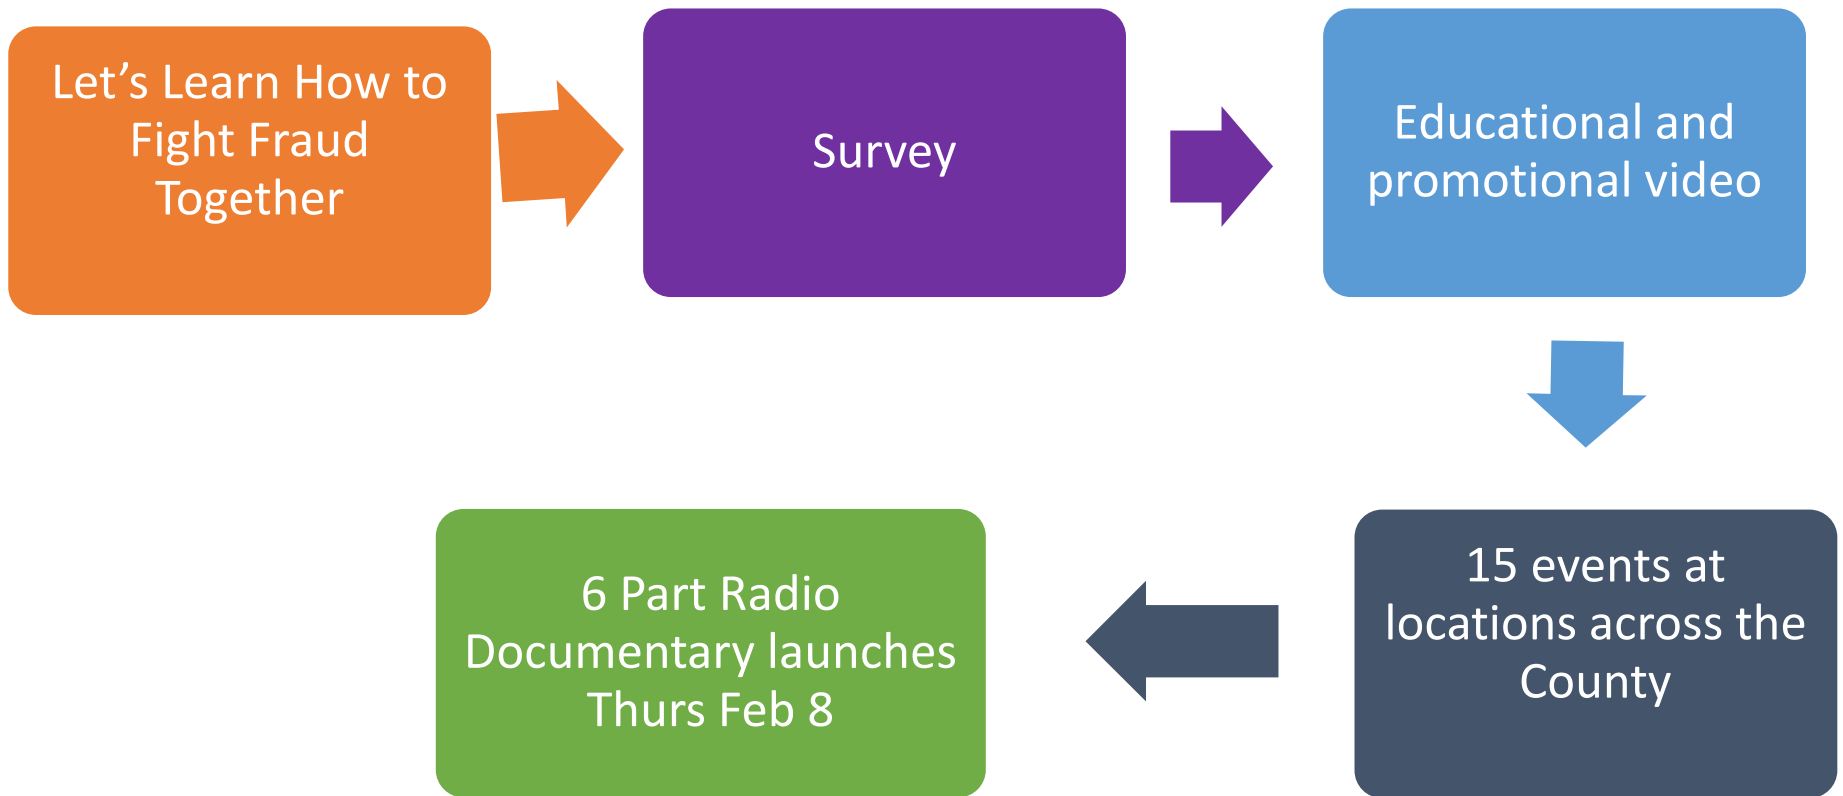 Let’s Learn How to
Fight Fraud
Together
Survey
Educational and
promotional video
15 events at
locations across the
County
6 Part Radio
Documentary launches
Thurs Feb 8